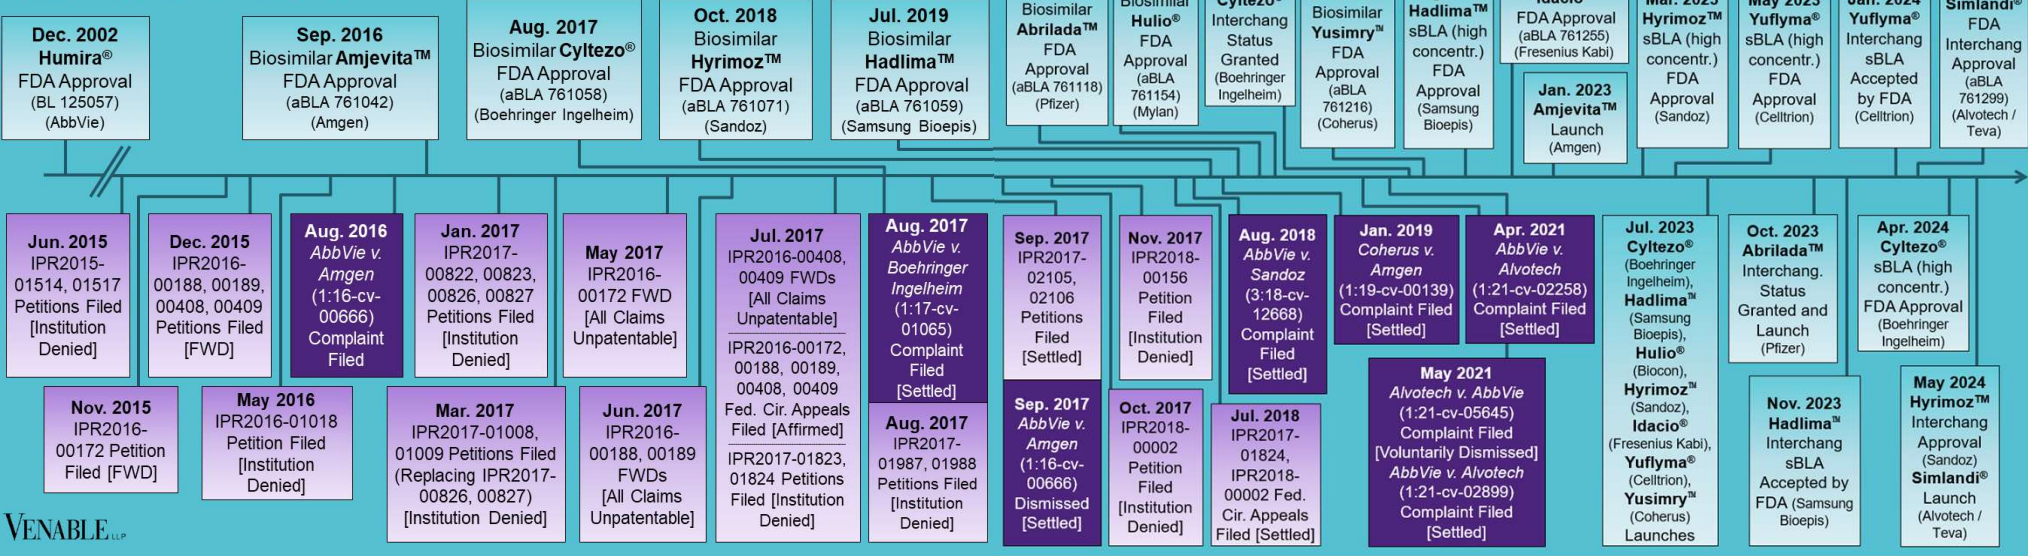 Dec. 2002
Humira®
FDA Approval
(BL 125057)
(AbbVie)
Sep. 2016
Biosimilar Amjevita™
FDA Approval
(aBLA 761042)
(Amgen)
Aug. 2017
Biosimilar Cyltezo®
FDA Approval
(aBLA 761058)
(Boehringer Ingelheim)
Oct. 2018
Biosimilar
Hyrimoz™
FDA Approval
(aBLA 761071)
(Sandoz)
Jul. 2019
Biosimilar
Hadlima™
FDA Approval
(aBLA 761059)
(Samsung Bioepis)
Biosimilar
Abrilada™
FDA
Approval
(aBLA 761118)
(Pfizer)
Biosimilar
Hulio®
FDA
Approval
(aBLA
761154)
(Mylan)
Cyltezo®
Interchang
Status
Granted
(Boehringer
Ingelheim)
Biosimilar
Yusimry™
FDA
Approval
(aBLA
761216)
(Coherus)
Hadlima™
sBLA (high
concentr.)
FDA
Approval
(Samsung
Bioepis)
Idacio®
FDA Approval
(aBLA 761255)
(Fresenius Kabi)
Jan. 2023
Amjevita™
Launch
(Amgen)
Mar. 2023
Hyrimoz™
sBLA (high
concentr.)
FDA
Approval
(Sandoz)
May 2023
Yuflyma®
sBLA (high
concentr.)
FDA
Approval
(Celltrion)
Jan. 2024
Yuflyma®
Interchang
sBLA
Accepted
by FDA
(Celltrion)
Simlandi®
FDA
Interchang
Approval
(aBLA
761299)
(Alvotech /
Teva)
Jun. 2015
IPR2015-
01514, 01517
Petitions Filed
[Institution
Denied]
Nov. 2015
IPR2016-
00172 Petition
Filed [FWD]
Dec. 2015
IPR2016-
00188, 00189,
00408, 00409
Petitions Filed
[FWD]
May 2016
IPR2016-01018
Petition Filed
[Institution
Denied]
Aug. 2016
AbbVie v.
Amgen
(1:16-cv-
00666)
Complaint
Filed
Jan. 2017
IPR2017-
00822, 00823,
00826, 00827
Petitions Filed
[Institution
Denied]
Mar. 2017
IPR2017-01008,
01009 Petitions Filed
(Replacing IPR2017-
00826, 00827)
[Institution Denied]
May 2017
IPR2016-
00172 FWD
[All Claims
Unpatentable]
Jun. 2017
IPR2016-
00188, 00189
FWDs
[All Claims
Unpatentable]
Jul. 2017
IPR2016-00408,
00409 FWDs
[All Claims
Unpatentable]
IPR2016-00172,
00188, 00189,
00408, 00409
Fed. Cir. Appeals
Filed [Affirmed]
IPR2017-01823,
01824 Petitions
Filed [Institution
Denied]
Aug. 2017
AbbVie v.
Boehringer
Ingelheim
(1:17-cv-
01065)
Complaint
Filed
[Settled]
Aug. 2017
IPR2017-
01987, 01988
Petitions Filed
[Institution
Denied]
Sep. 2017
IPR2017-
02105,
02106
Petitions
Filed
[Settled]
Sep. 2017
AbbVie v.
Amgen
(1:16-cv-
00666)
Dismissed
[Settled]
Nov. 2017
IPR2018-
00156
Petition
Filed
[Institution
Denied]
Oct. 2017
IPR2018-
00002
Petition
Filed
[Institution
Denied]
Aug. 2018
AbbVie v.
Sandoz
(3:18-cv-
12668)
Complaint
Filed
[Settled]
Jul. 2018
IPR2017-
01824,
IPR2018-
00002 Fed.
Cir. Appeals
Filed [Settled]
Jan. 2019
Coherus v.
Amgen
(1:19-cv-00139)
Complaint Filed
[Settled]
Apr. 2021
AbbVie v.
Alvotech
(1:21-cv-02258)
Complaint Filed
[Settled]
May 2021
Alvotech v. AbbVie
(1:21-cv-05645)
Complaint Filed
[Voluntarily Dismissed]
AbbVie v. Alvotech
(1:21-cv-02899)
Complaint Filed
[Settled]
Jul. 2023
Cyltezo®
(Boehringer
Ingelheim),
Hadlima™
(Samsung
Bioepis),
Hulio®
(Biocon),
Hyrimoz™
(Sandoz),
Idacio®
(Fresenius Kabi),
Yuflyma®
(Celltrion),
Yusimry™
(Coherus)
Launches
Oct. 2023
Abrilada™
Interchang.
Status
Granted and
Launch
(Pfizer)
Nov. 2023
Hadlima™
Interchang
sBLA
Accepted by
FDA (Samsung
Bioepis)
Apr. 2024
Cyltezo®
sBLA (high
concentr.)
FDA Approval
(Boehringer
Ingelheim)
May 2024
Hyrimoz™
Interchang
Approval
(Sandoz)
Simlandi®
Launch
(Alvotech /
Teva)
VENABLE LLP